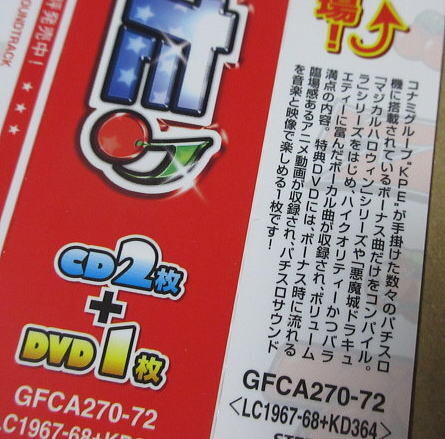 場!
コナミグループ"KPE"が手掛けた数々のパチスロ
機に搭載されているボーナス曲だけをコンパイル。
「マジカルハロウィン」シリーズや「悪魔城ドラキュ
ラ」シリーズをはじめ、ハイクオリティーかつバラ
エティーに富んだボーカル曲が収録され、ボリューム
満点の内容。特典DVDには、ボーナス時に流れる
臨場感あるアニメ動画が収録され、パチスロサウンド
を音楽と映像で楽しめる1枚です!
発売中!
SOUNDTRACK
CD2枚
+
DVD1枚
GFCA270-72
LC1967-68+KD
GFCA270-72
<LC1967-68+KD364>